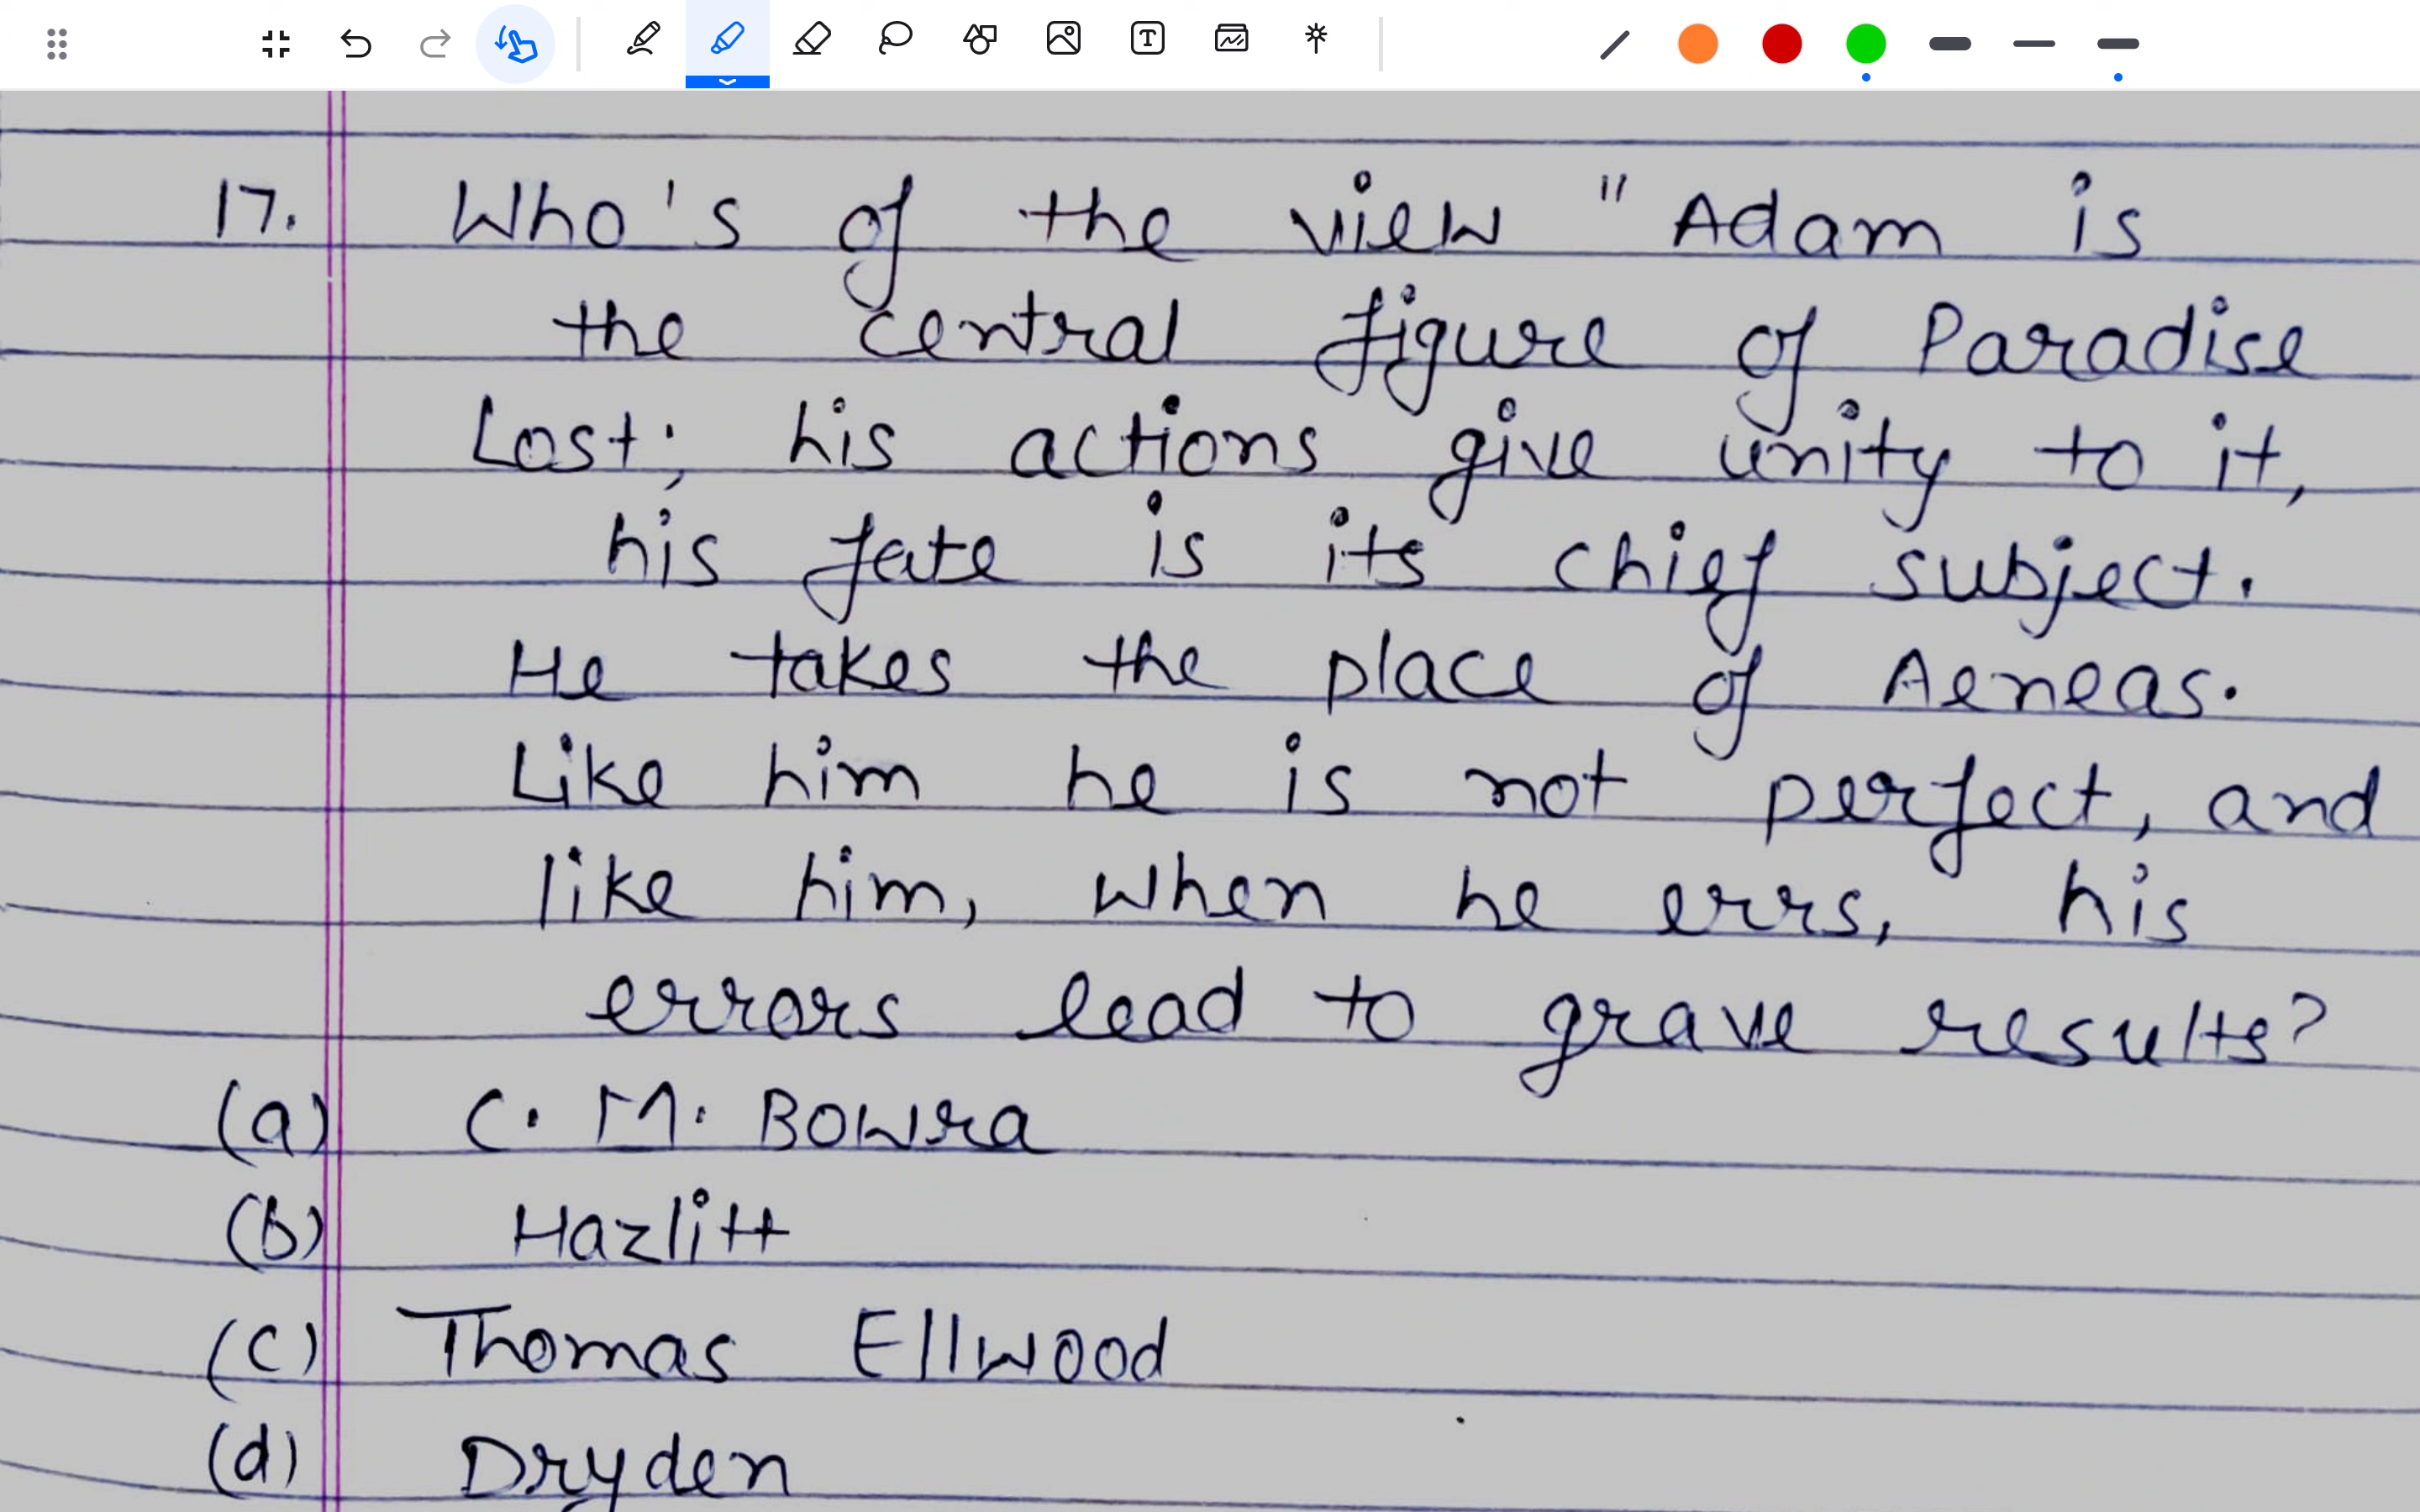 17. Who's of the view "Adam is
the central figure of Paradise
Lost; his actions give unity to it,
his fate is its chief subject.
He takes the place of Aeneas.
Like him he is not perfect, and
like him, when he errs, his
errors lead to grave results?
(a) C. M. Bowra
(b) Hazlitt
(c) Thomas Ellwood
(d) Dryden